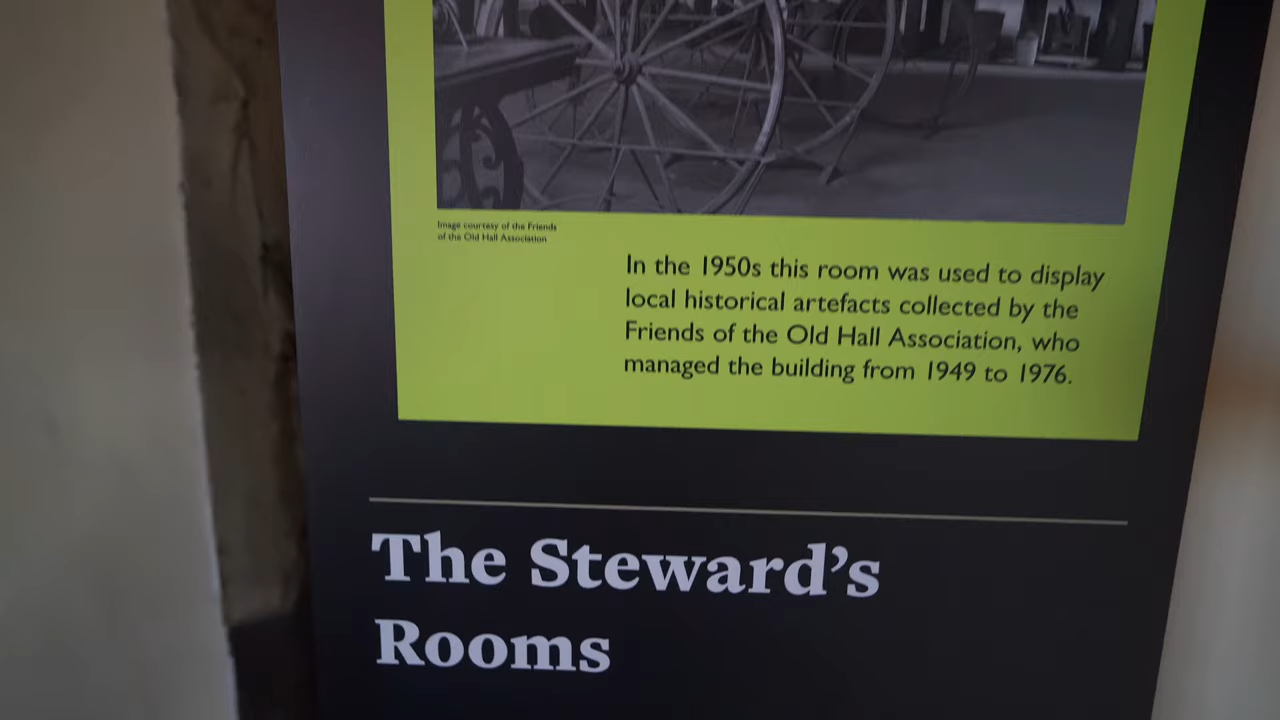 Image courtesy of the Friends
of the Old Hall Association
In the 1950s this room was used to display
local historical artefacts collected by the
Friends of the Old Hall Association, who
managed the building from 1949 to 1976.
The Steward’s
Rooms